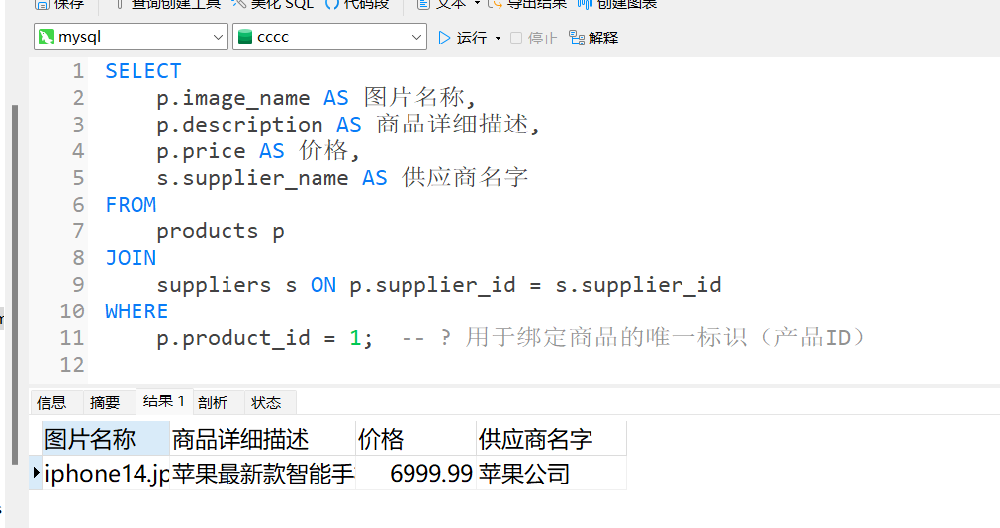 保存 查询创建工具 美化 SQL 代码段 文本 导出结果 创建图表
mysql cccc 运行 停止 解释
1 SELECT
2 p.image_name AS 图片名称,
3 p.description AS 商品详细描述,
4 p.price AS 价格,
5 s.supplier_name AS 供应商名字
6 FROM
7 products p
8 JOIN
9 suppliers s ON p.supplier_id = s.supplier_id
10 WHERE
11 p.product_id = 1; -- ? 用于绑定商品的唯一标识（产品ID）
12
信息 摘要 结果 1 剖析 状态
图片名称 商品详细描述 价格 供应商名字
iphone14.jp 苹果最新款智能手 6999.99 苹果公司